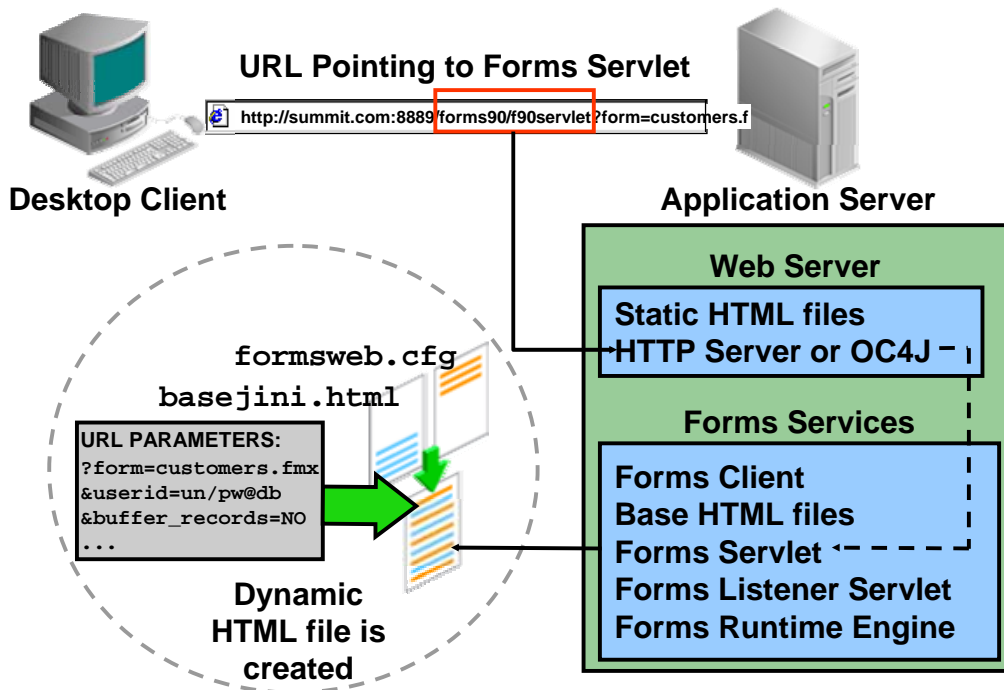 URL Pointing to Forms Servlet
http://summit.com:8889/forms90/f90servlet?form=customers.f
Desktop Client
Application Server
Web Server
Static HTML files
HTTP Server or OC4J
formsweb.cfg
basejini.html
URL PARAMETERS:
?form=customers.fmx
&userid=un/pw@db
&buffer_records=NO
...
Dynamic
HTML file is
created
Forms Services
Forms Client
Base HTML files
Forms Servlet
Forms Listener Servlet
Forms Runtime Engine